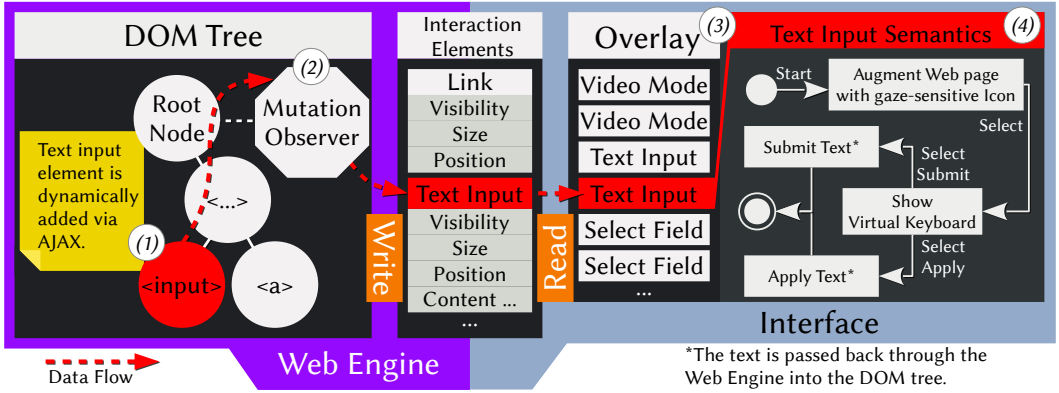 DOM Tree
(2)
Root
Node
Mutation
Observer
Text input
element is
dynamically
added via
AJAX.
<...>
(1)
<input>
<a>
Write
Interaction
Elements
Link
Visibility
Size
Position
Text Input
Visibility
Size
Position
Content ...
...
Read
Overlay
(3)
Video Mode
Video Mode
Text Input
Text Input
Select Field
Select Field
...
Text Input Semantics
(4)
Start
Augment Web page
with gaze-sensitive Icon
Select
Submit Text*
Select
Submit
Show
Virtual Keyboard
Select
Apply
Apply Text*
Interface
Web Engine
Data Flow
*The text is passed back through the
Web Engine into the DOM tree.